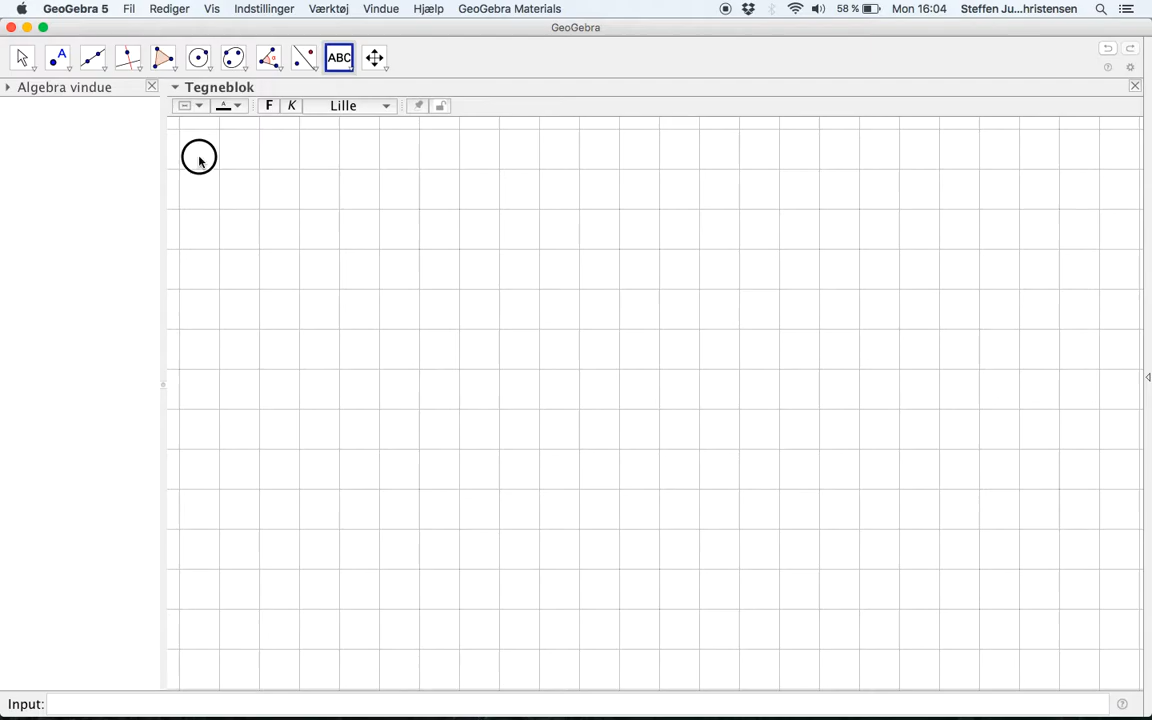 GeoGebra 5 Fil Rediger Vis Indstillinger Værktøj Vindue Hjælp GeoGebra Materials 58 % Mon 16:04 Steffen Ju...hristensen
GeoGebra
A α ABC
Algebra vindue Tegneblok
A F K Lille
Input: